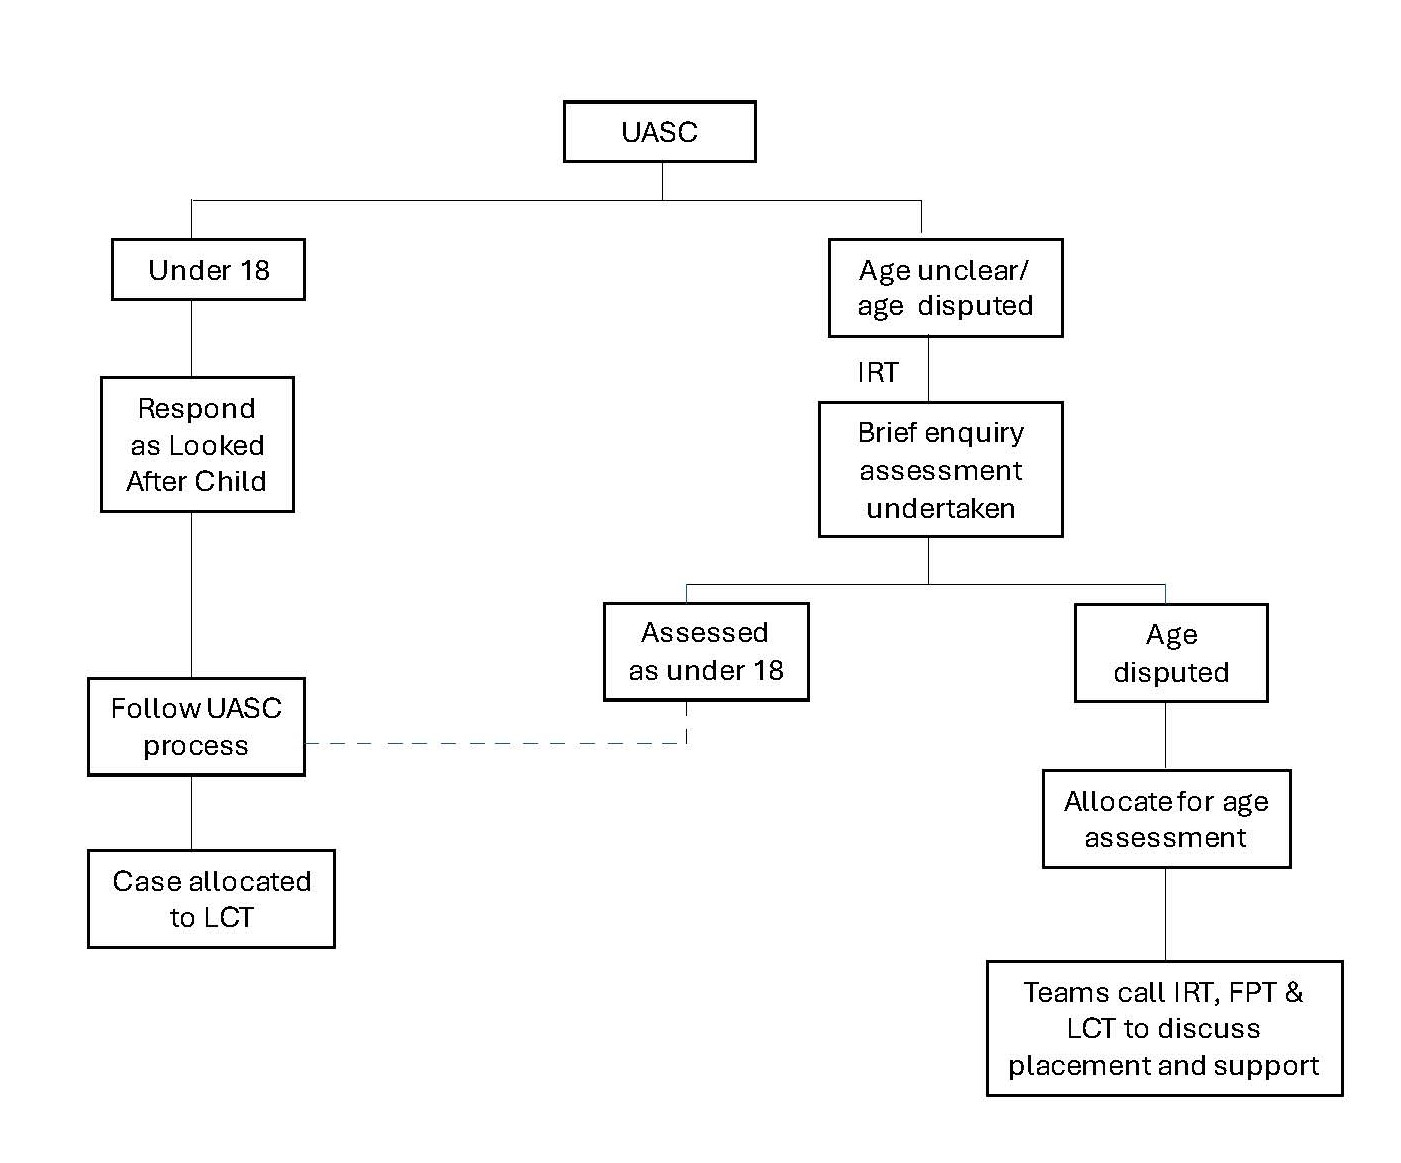 UASC
Under 18
Age unclear/
age disputed
IRT
Respond
as Looked
After Child
Brief enquiry
assessment
undertaken
Assessed
as under 18
Age
disputed
Follow UASC
process
Allocate for age
assessment
Case allocated
to LCT
Teams call IRT, FPT &
LCT to discuss
placement and support